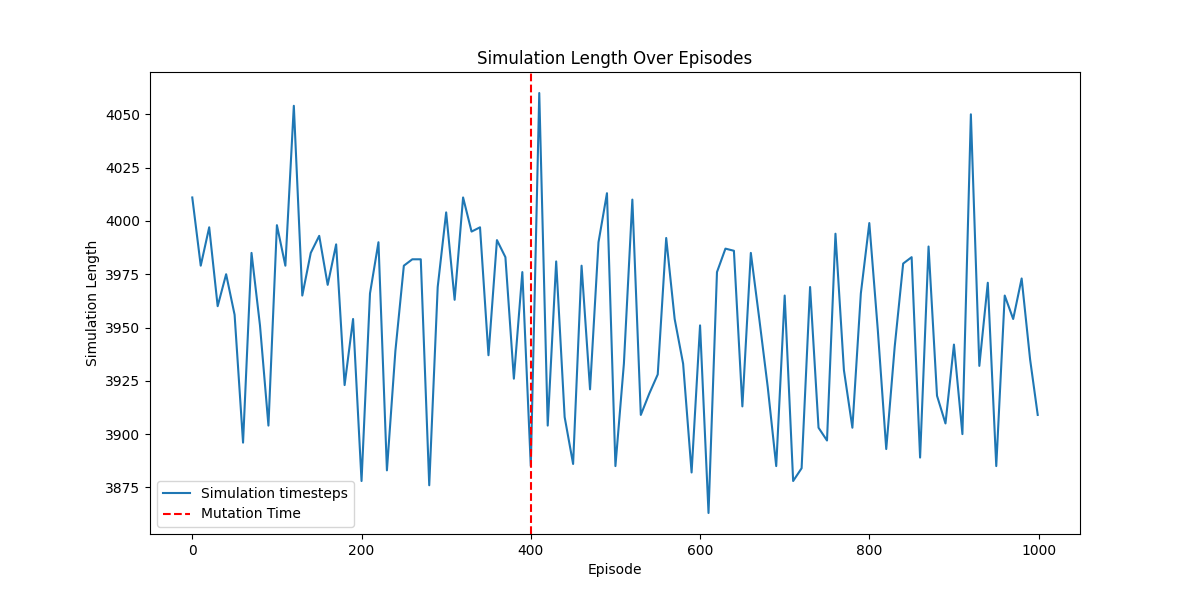 Simulation Length Over Episodes
Simulation Length
4050
4025
4000
3975
3950
3925
3900
3875
Simulation timesteps
Mutation Time
0 200 400 600 800 1000
Episode